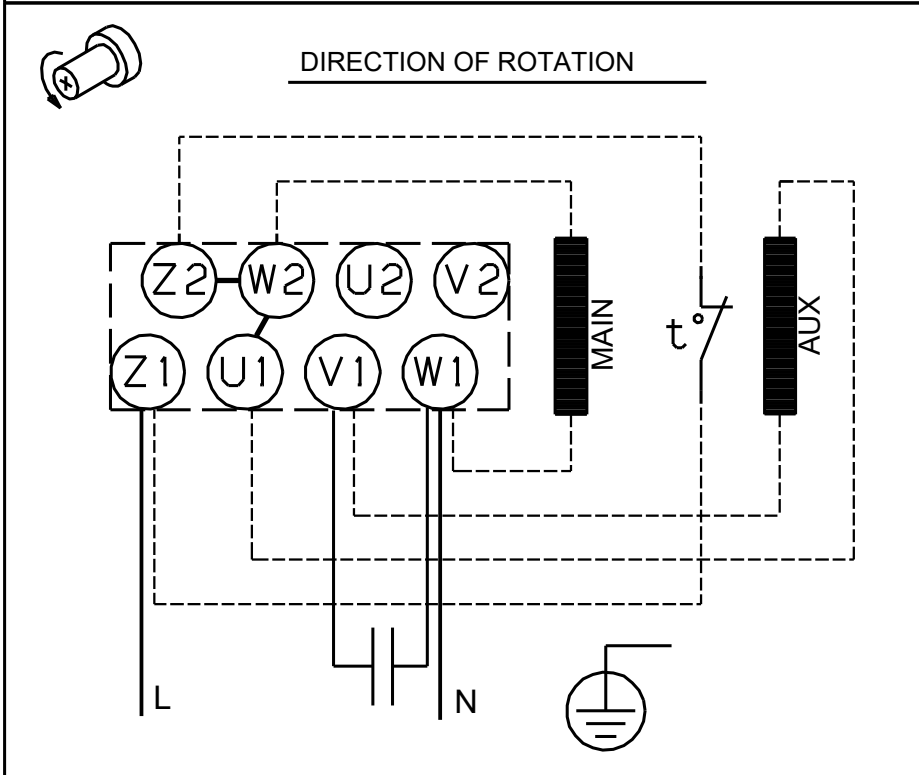 DIRECTION OF ROTATION
Z2 W2 U2 V2
Z1 U1 V1 W1
MAIN
t°
AUX
L
N